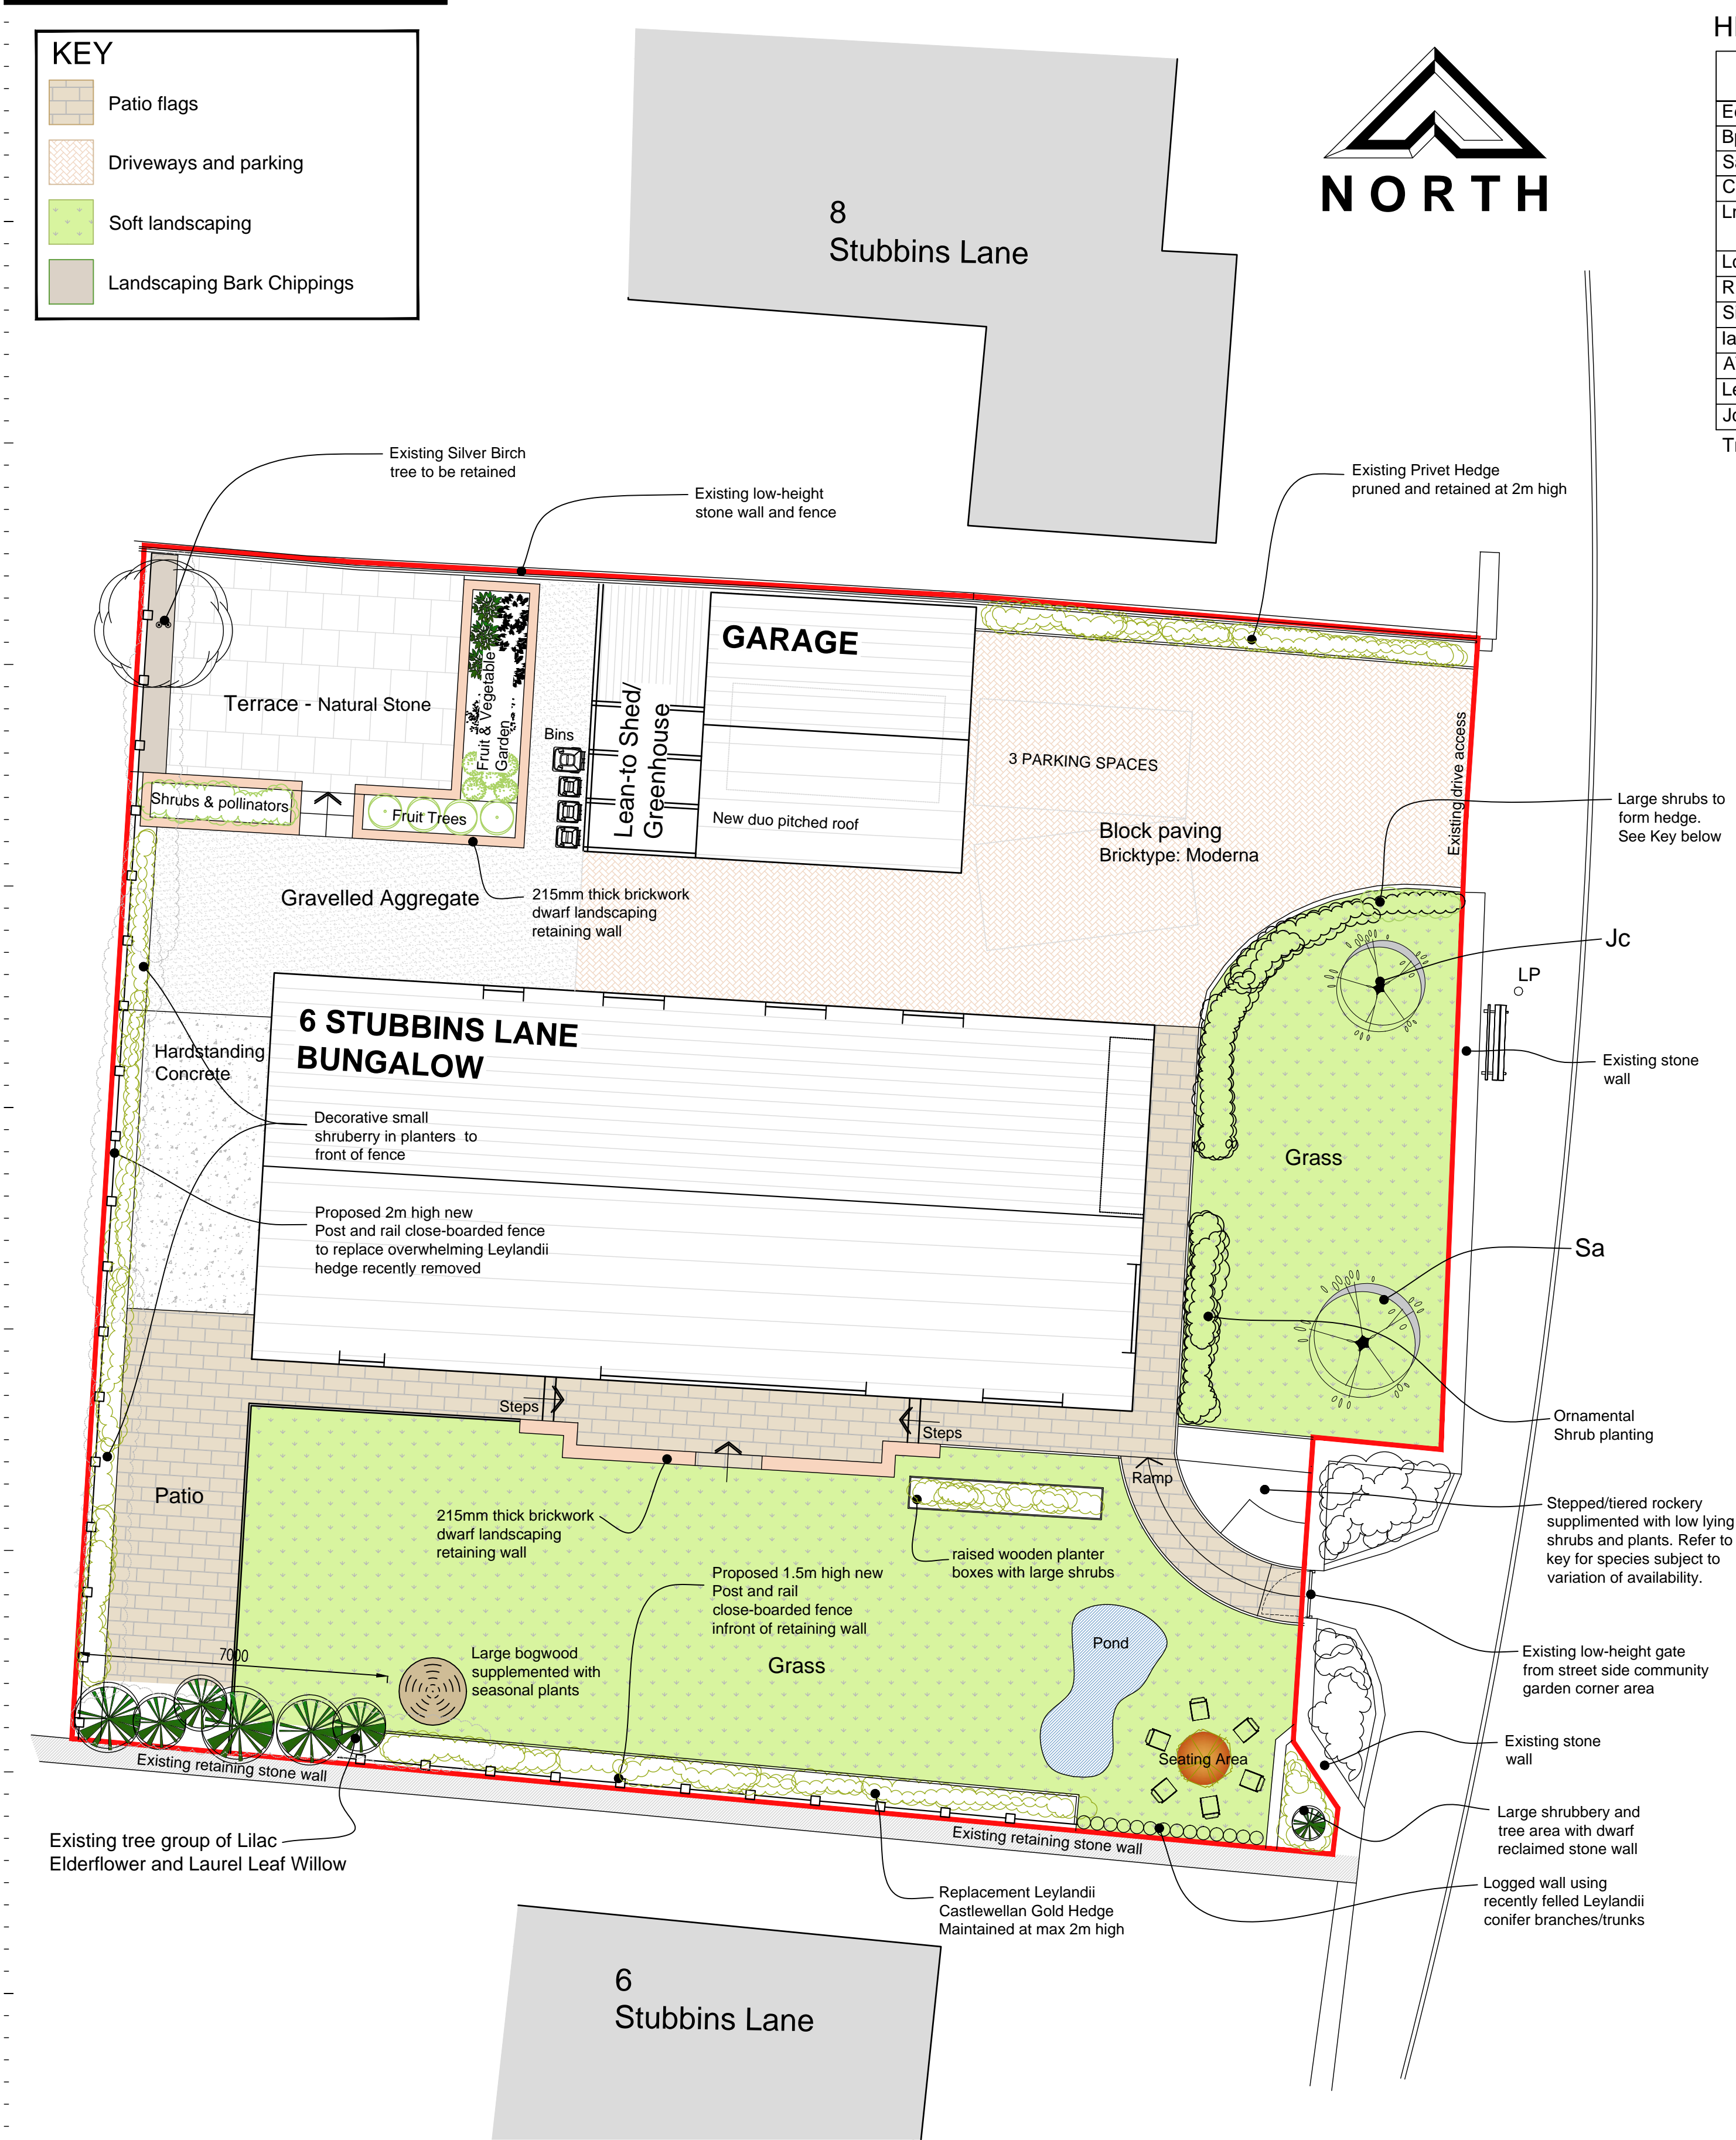 KEY
Patio flags
Driveways and parking
Soft landscaping
Landscaping Bark Chippings
8
Stubbins Lane
NORTH
Existing Silver Birch
tree to be retained
Existing low-height
stone wall and fence
Existing Privet Hedge
pruned and retained at 2m high
GARAGE
Terrace - Natural Stone
Fruit & Vegetable
Garden
Bins
Lean-to Shed/
Greenhouse
3 PARKING SPACES
Existing drive access
Shrubs & pollinators
Fruit Trees
New duo pitched roof
Block paving
Bricktype: Moderna
Large shrubs to
form hedge.
See Key below
Gravelled Aggregate
215mm thick brickwork
dwarf landscaping
retaining wall
Jc
LP
6 STUBBINS LANE
BUNGALOW
Hardstanding
Concrete
Existing stone
wall
Decorative small
shruberry in planters to
front of fence
Grass
Proposed 2m high new
Post and rail close-boarded fence
to replace overwhelming Leylandii
hedge recently removed
Sa
Steps
Steps
Ornamental
Shrub planting
Ramp
Patio
215mm thick brickwork
dwarf landscaping
retaining wall
Stepped/tiered rockery
supplimented with low lying
shrubs and plants. Refer to
key for species subject to
variation of availability.
raised wooden planter
boxes with large shrubs
Proposed 1.5m high new
Post and rail
close-boarded fence
infront of retaining wall
Pond
7000
Large bogwood
supplemented with
seasonal plants
Grass
Existing low-height gate
from street side community
garden corner area
Seating Area
Existing stone
wall
Existing retaining stone wall
Large shrubbery and
tree area with dwarf
reclaimed stone wall
Existing tree group of Lilac
Elderflower and Laurel Leaf Willow
Existing retaining stone wall
Logged wall using
recently felled Leylandii
conifer branches/trunks
Replacement Leylandii
Castlewellan Gold Hedge
Maintained at max 2m high
6
Stubbins Lane